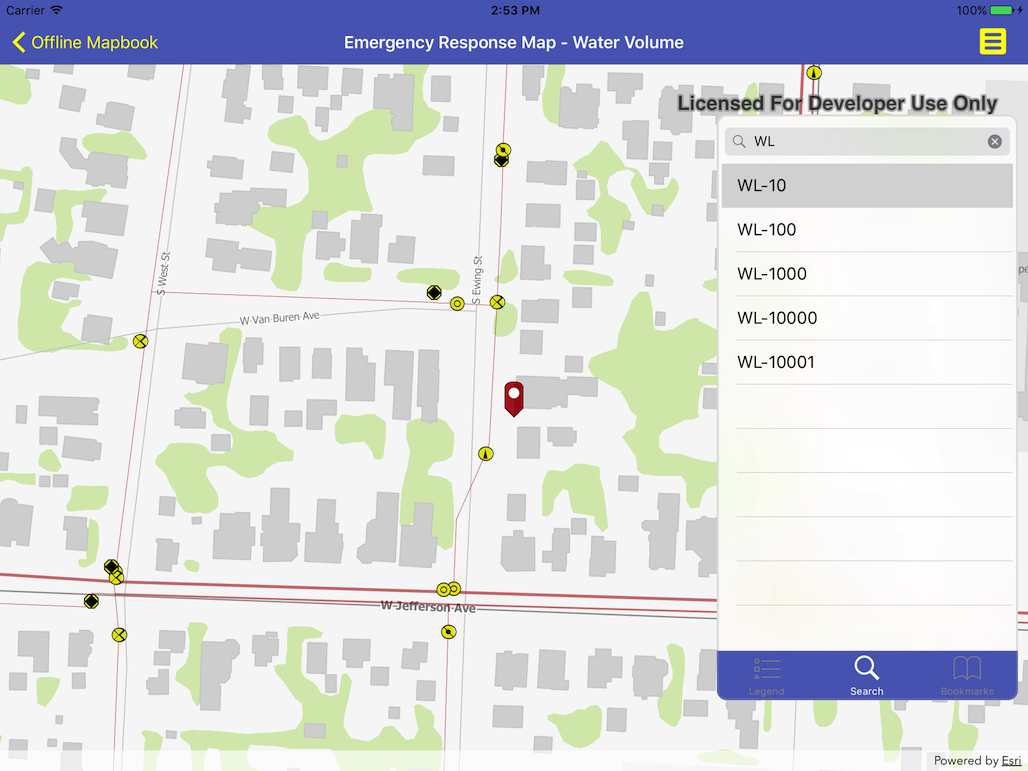 Carrier 2:53 PM 100%
Offline Mapbook Emergency Response Map - Water Volume
Licensed For Developer Use Only
WL
WL-10
WL-100
WL-1000
WL-10000
WL-10001
S West St
S Ewing St
W Van Buren Ave
W Jefferson Ave
Legend Search Bookmarks
Powered by Esri